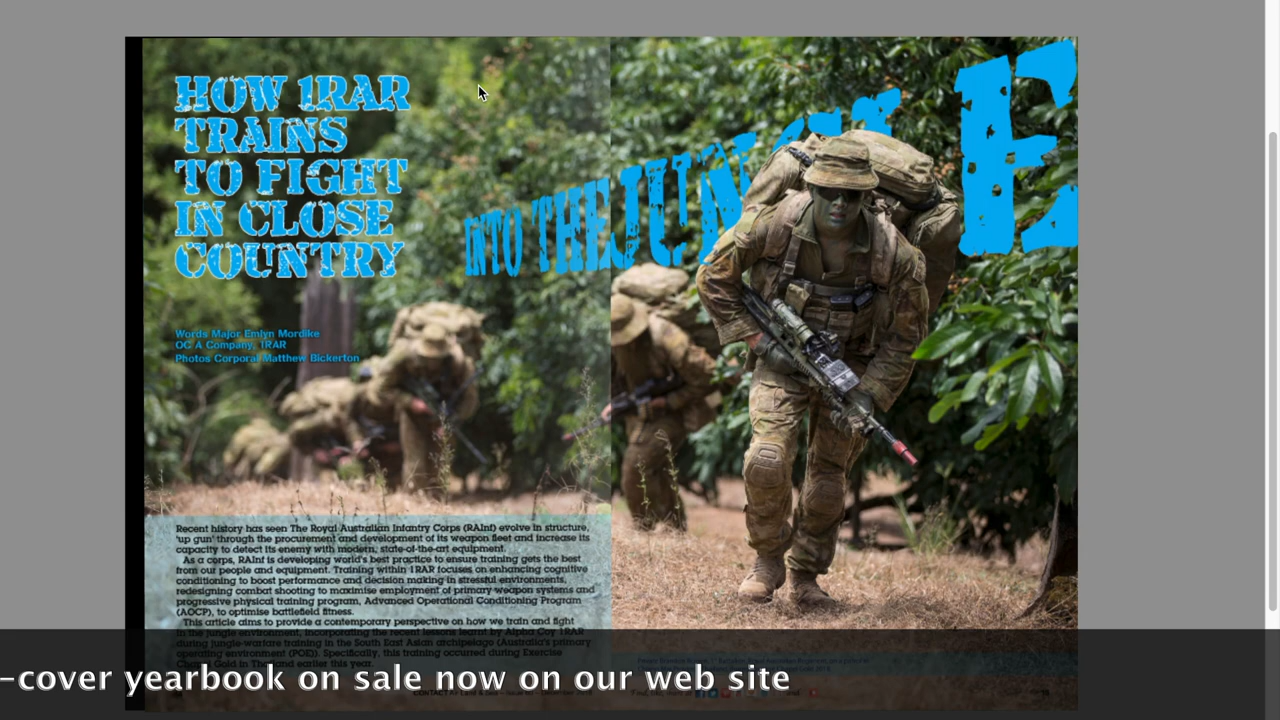 HOW 1RAR
TRAINS
TO FIGHT
IN CLOSE
COUNTRY
INTO THE JUNGLE
Words Major Emlyn Mordike
OC A Company, 1RAR
Photos Corporal Matthew Bickerton
Recent history has seen The Royal Australian Infantry Corps (RAInf) evolve in structure,
'up gun' through the procurement and development of its weapon fleet and increase its
capacity to detect its enemy with modern, state-of-the-art equipment.
As a corps, RAInf is developing world's best practice to ensure training gets the best
from our people and equipment. Training within 1RAR focuses on enhancing cognitive
conditioning to boost performance and decision making in stressful environments,
redesigning combat shooting to maximise employment of primary weapon systems and
progressive physical training program, Advanced Operational Conditioning Program
(AOCP), to optimise battlefield fitness.
This article aims to provide a contemporary perspective on how we train and fight
in the jungle environment, incorporating the recent lessons learnt by Alpha Coy 1RAR
during jungle-warfare training in the South East Asian archipelago (Australia's primary
operating environment (POE)). Specifically, this training occurred during Exercise
Chapel Gold in Thailand earlier this year.
-cover yearbook on sale now on our web site